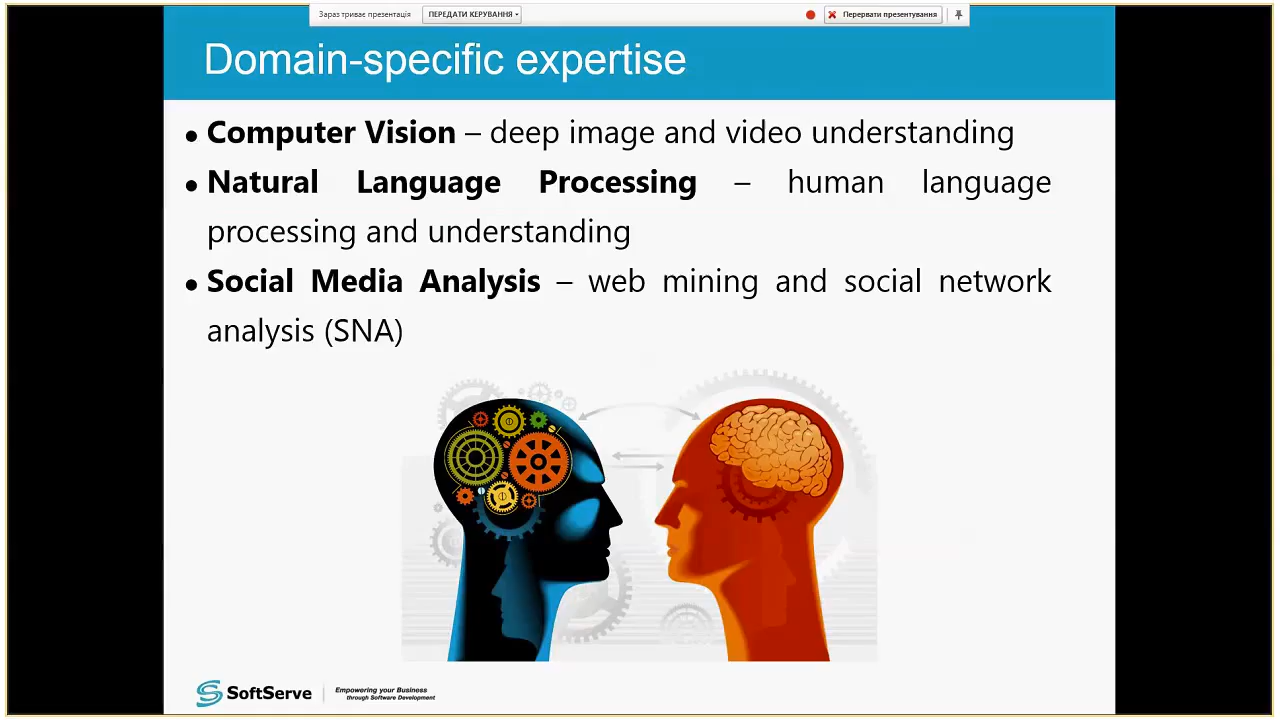 Зараз триває презентація
ПЕРЕДАТИ КЕРУВАННЯ
Перервати презентування
Domain-specific expertise
• Computer Vision – deep image and video understanding
• Natural Language Processing – human language
processing and understanding
• Social Media Analysis – web mining and social network
analysis (SNA)
SoftServe
Empowering your Business
through Software Development